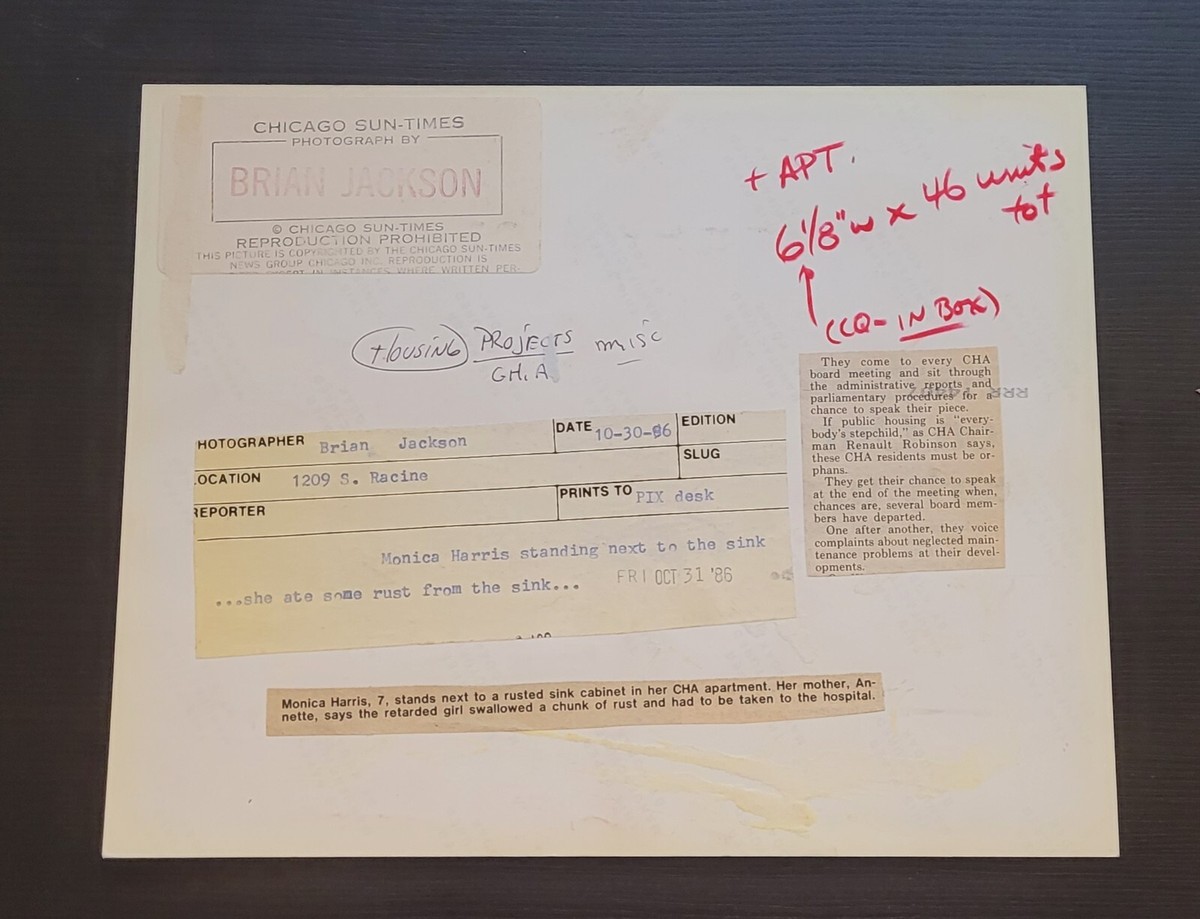 CHICAGO SUN-TIMES
PHOTOGRAPH BY
BRIAN JACKSON
© CHICAGO SUN-TIMES
REPRODUCTION PROHIBITED
THIS PICTURE IS COPYRIGHTED BY THE CHICAGO SUN-TIMES
NEWS GROUP CHICAGO INC. REPRODUCTION IS
EXCEPT IN INSTANCES WHERE WRITTEN PER-
+ APT.
6 1/8" w x 46 units
tot
(CQ- IN BOX)
Housing PROJECTS misc
CH.A
HOTOGRAPHER Brian Jackson DATE 10-30-86 EDITION
OCATION 1209 S. Racine SLUG
REPORTER PRINTS TO PIX desk
Monica Harris standing next to the sink
...she ate some rust from the sink... FRI OCT 31 '86
They come to every CHA
board meeting and sit through
the administrative reports and
parliamentary procedures for a
chance to speak their piece.
If public housing is "every-
body's stepchild," as CHA Chair-
man Renault Robinson says,
these CHA residents must be or-
phans.
They get their chance to speak
at the end of the meeting when,
chances are, several board mem-
bers have departed.
One after another, they voice
complaints about neglected main-
tenance problems at their devel-
opments.
Monica Harris, 7, stands next to a rusted sink cabinet in her CHA apartment. Her mother, An-
nette, says the retarded girl swallowed a chunk of rust and had to be taken to the hospital.